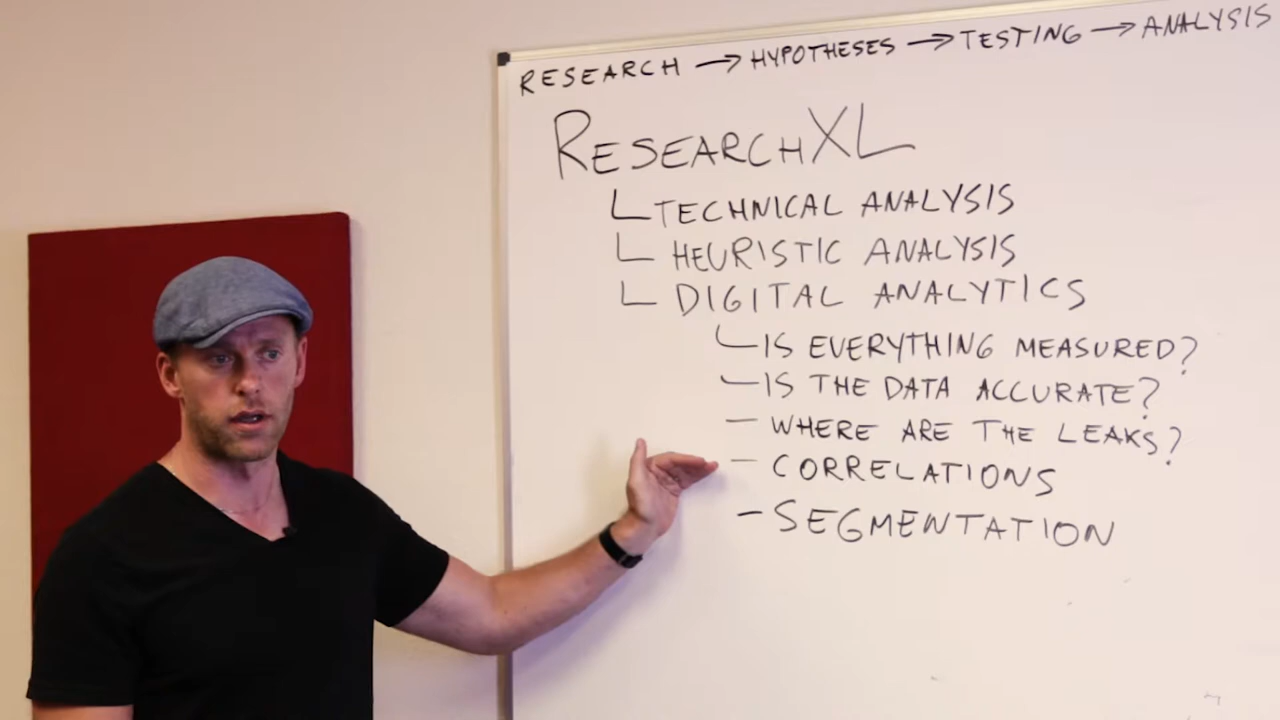 RESEARCH → HYPOTHESES → TESTING → ANALYSIS
RESEARCHXL
TECHNICAL ANALYSIS
HEURISTIC ANALYSIS
DIGITAL ANALYTICS
IS EVERYTHING MEASURED?
IS THE DATA ACCURATE?
— WHERE ARE THE LEAKS?
— CORRELATIONS
— SEGMENTATION